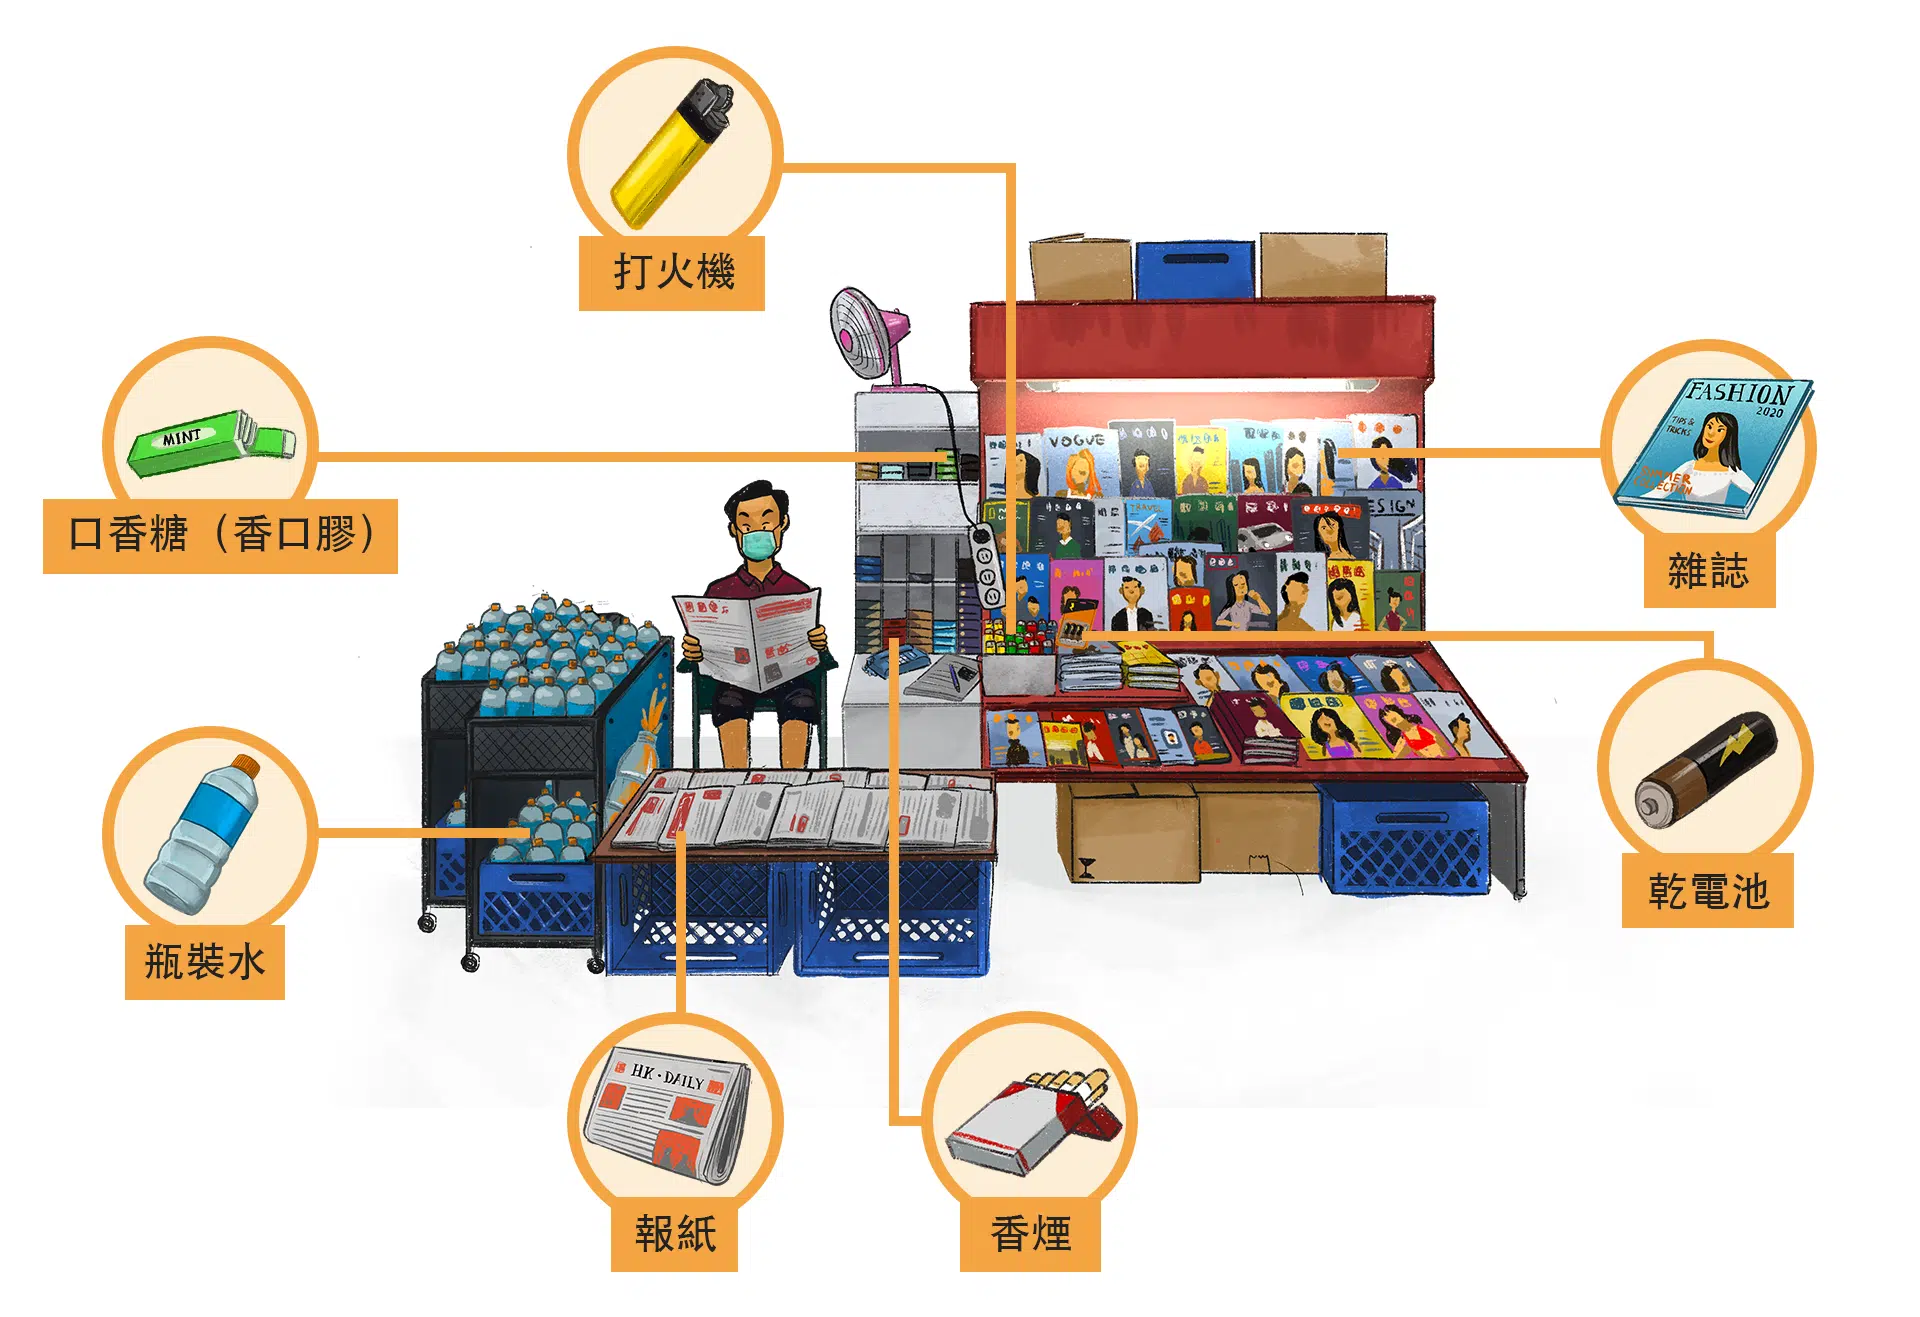 打火機
MINT
口香糖（香口膠）
FASHION
2020
TIPS &
TRICKS
SUMMER
COLLECTION
雜誌
VOGUE
TRAVEL
DESIGN
乾電池
瓶裝水
HK·DAILY
報紙
香煙